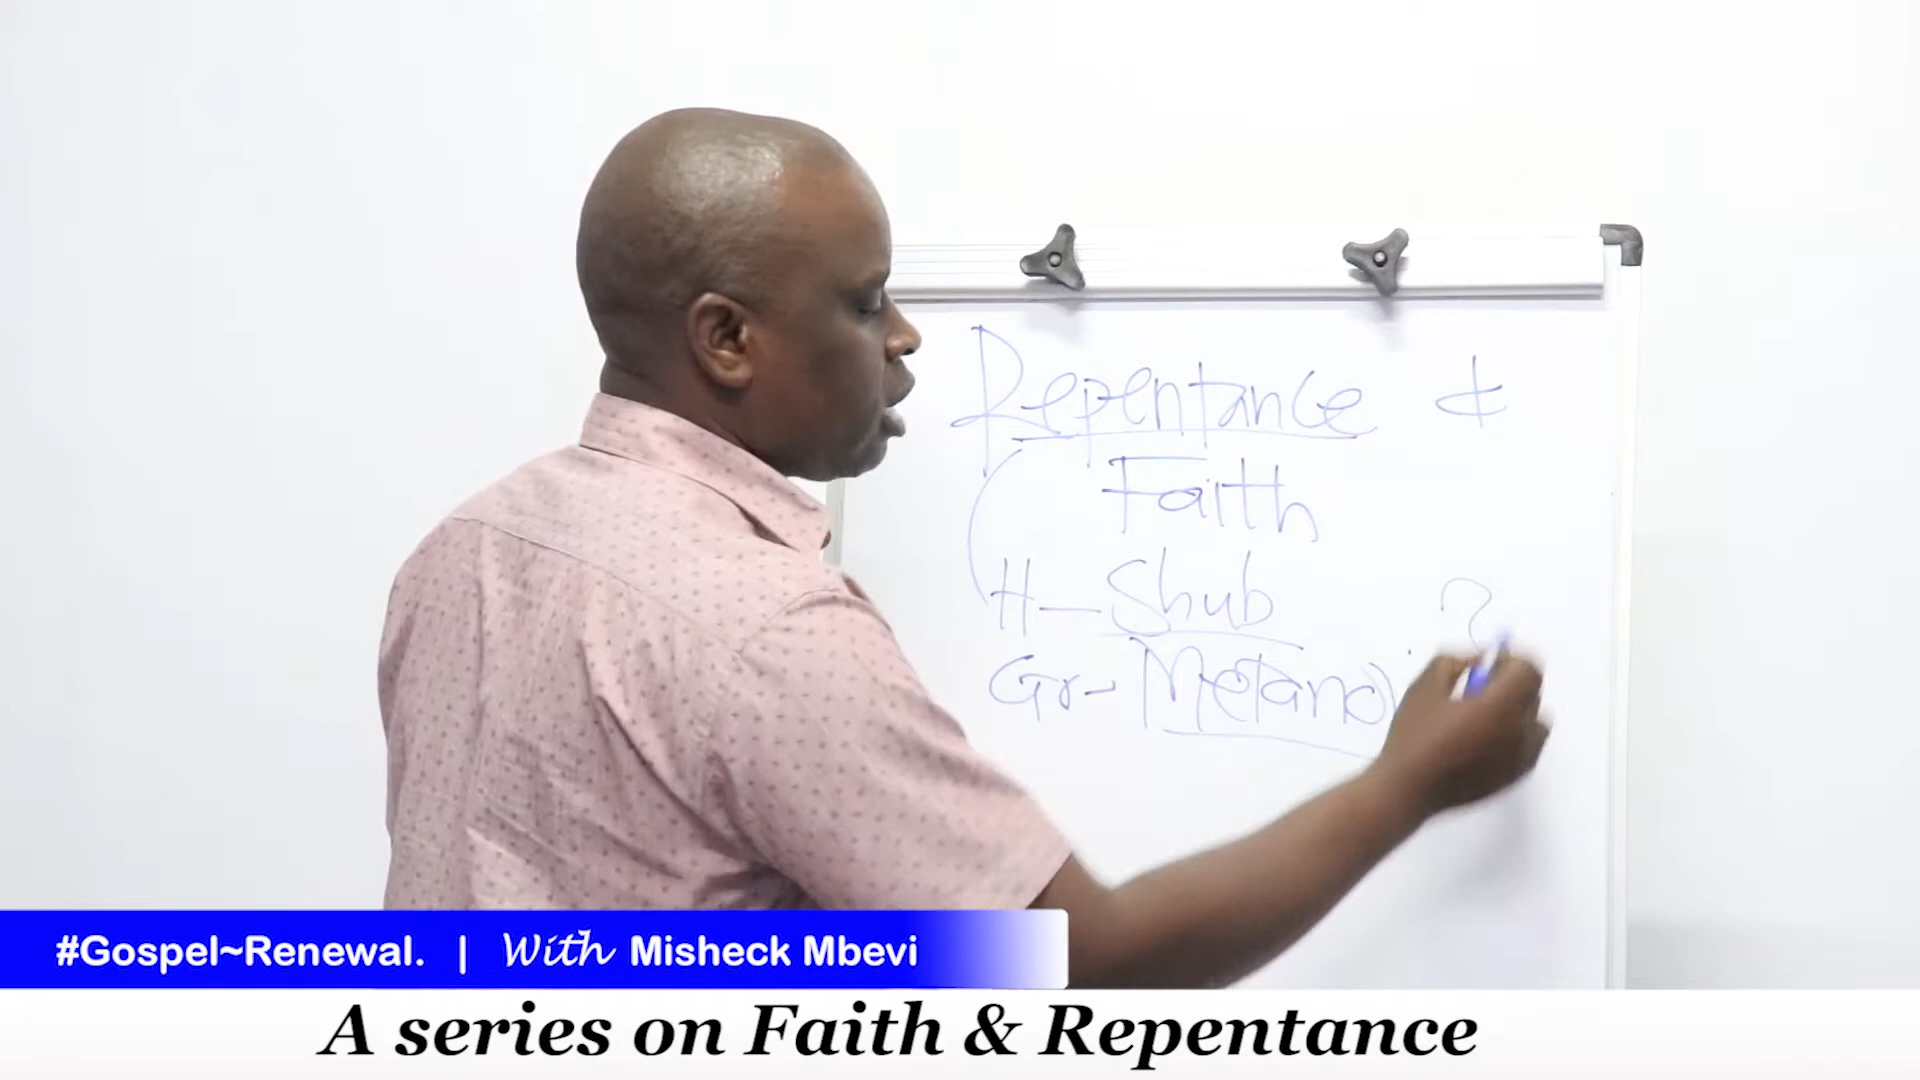 Repentance &
Faith
H - Shub
Gr - Metanoi
?
#Gospel~Renewal. | With Misheck Mbevi
A series on Faith & Repentance